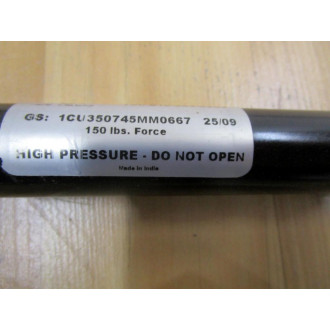 GS: 1CU350745MM0667 25/09
150 lbs. Force
HIGH PRESSURE - DO NOT OPEN
Made in India